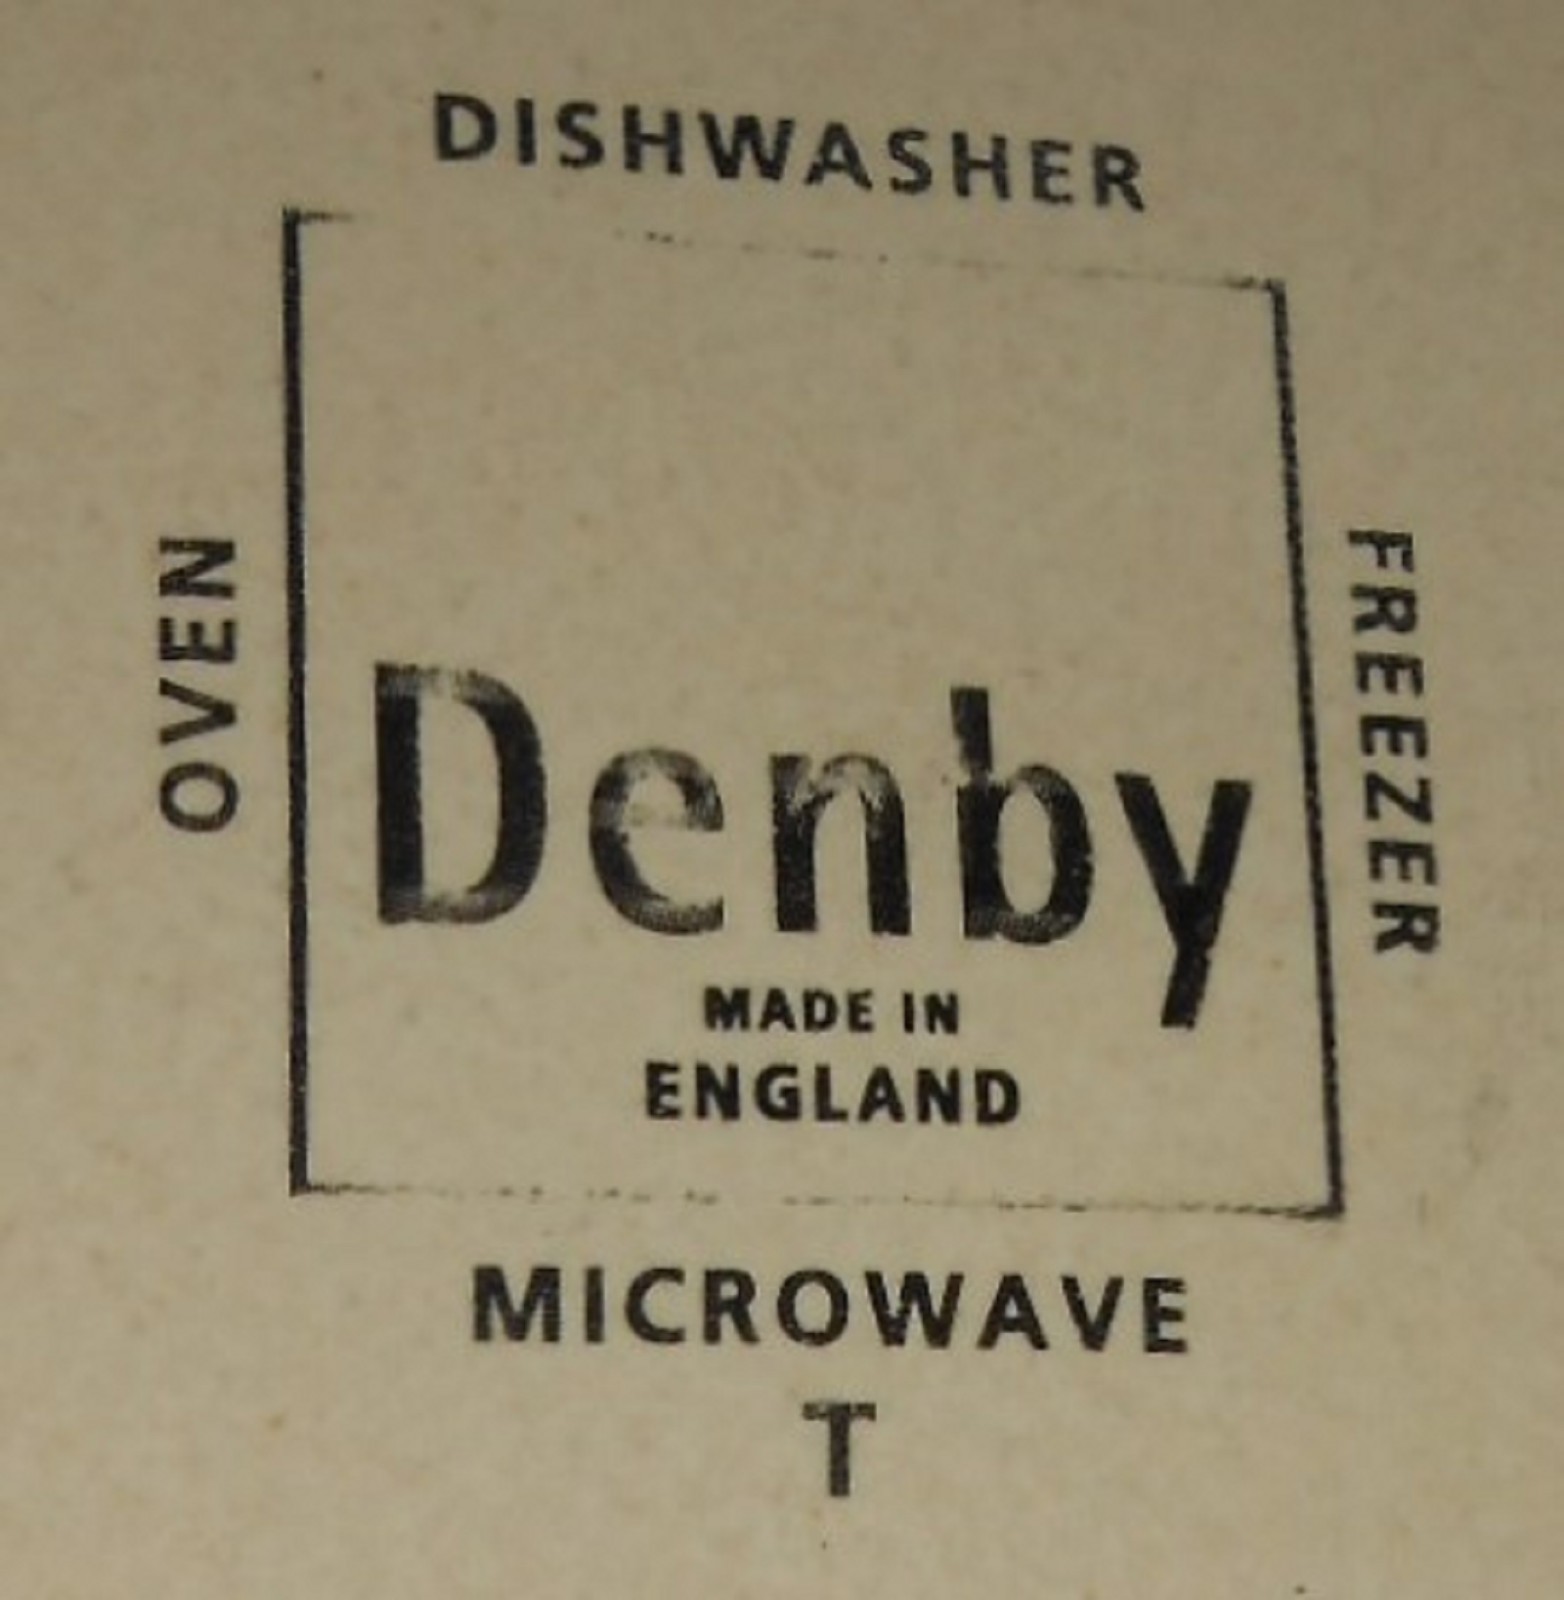 DISHWASHER
OVEN
FREEZER
Denby
MADE IN
ENGLAND
MICROWAVE
T